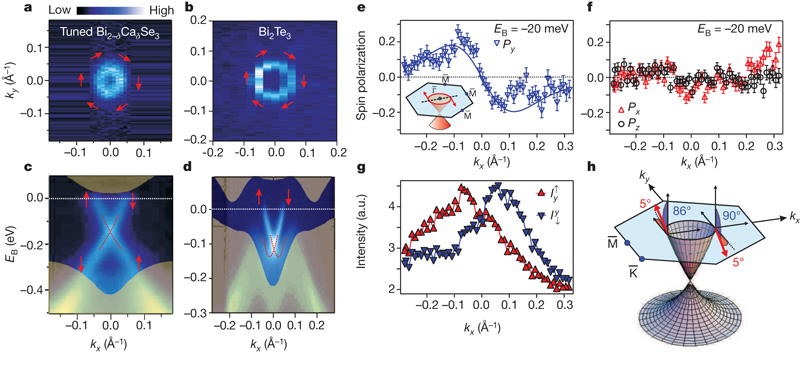 Low High
a Tuned Bi2–δCaδSe3
b Bi2Te3
ky (Å–1)
0.1
0.0
–0.1
–0.1 0.0 0.1
0.2
0.1
0.0
–0.1
–0.2
–0.1 0.0 0.1 0.2
c
EB (eV)
0.0
–0.1
–0.2
–0.3
–0.4
–0.5
–0.1 0.0 0.1
kx (Å–1)
d
0.1
0.0
–0.1
–0.2
–0.3
–0.2 0.0 0.2
kx (Å–1)
e
EB = –20 meV
Py
Spin polarization
0.2
0.0
–0.2
Γ̅
M̅
M̅
–0.2 –0.1 0.0 0.1 0.2 0.3
kx (Å–1)
f
EB = –20 meV
0.2
0.0
–0.2
Px
Pz
–0.2 –0.1 0.0 0.1 0.2 0.3
kx (Å–1)
g
Intensity (a.u.)
5
4
3
2
Iy↑
Iy↓
–0.2 –0.1 0.0 0.1 0.2 0.3
kx (Å–1)
h
ky
5°
86°
90°
kx
5°
M̅
K̅